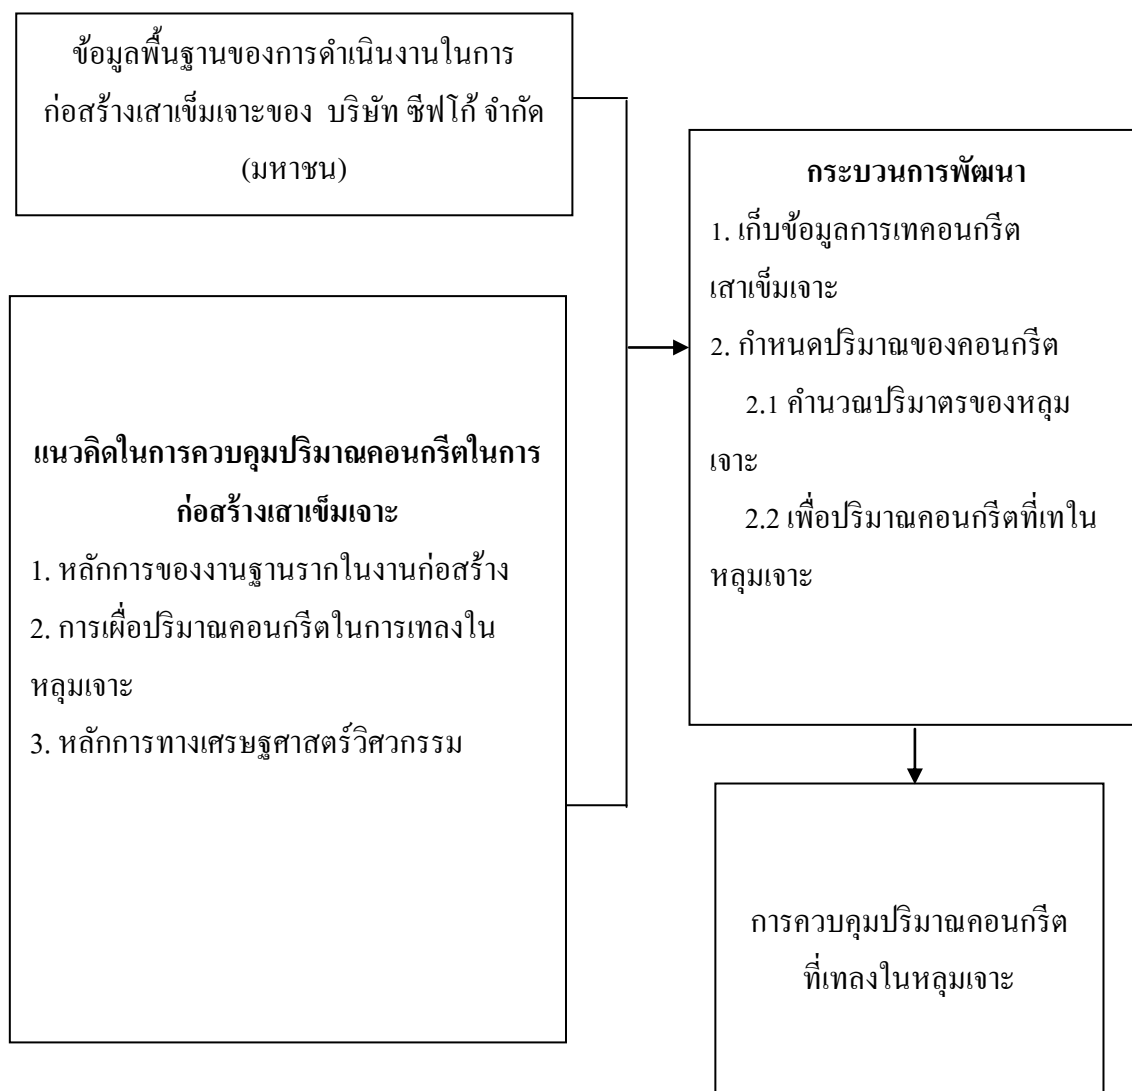 ข้อมูลพื้นฐานของการดำเนินงานในการ
ก่อสร้างเสาเข็มเจาะของ บริษัท ซีฟโก้ จำกัด
(มหาชน)
แนวคิดในการควบคุมปริมาณคอนกรีตในการ
ก่อสร้างเสาเข็มเจาะ
1. หลักการของงานฐานรากในงานก่อสร้าง
2. การเผื่อปริมาณคอนกรีตในการเทลงใน
หลุมเจาะ
3. หลักการทางเศรษฐศาสตร์วิศวกรรม
กระบวนการพัฒนา
1. เก็บข้อมูลการเทคอนกรีต
เสาเข็มเจาะ
2. กำหนดปริมาณของคอนกรีต
2.1 คำนวณปริมาตรของหลุม
เจาะ
2.2 เพื่อปริมาณคอนกรีตที่เทใน
หลุมเจาะ
การควบคุมปริมาณคอนกรีต
ที่เทลงในหลุมเจาะ